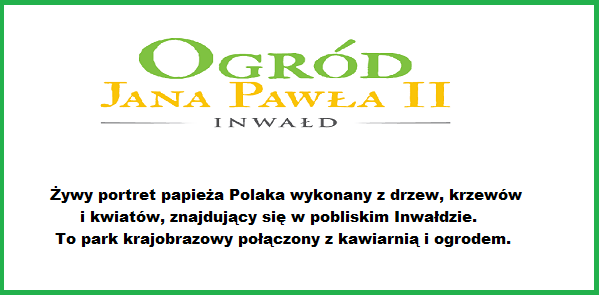 OGRÓD
JANA PAWŁA II
INWAŁD
Żywy portret papieża Polaka wykonany z drzew, krzewów
i kwiatów, znajdujący się w pobliskim Inwałdzie.
To park krajobrazowy połączony z kawiarnią i ogrodem.